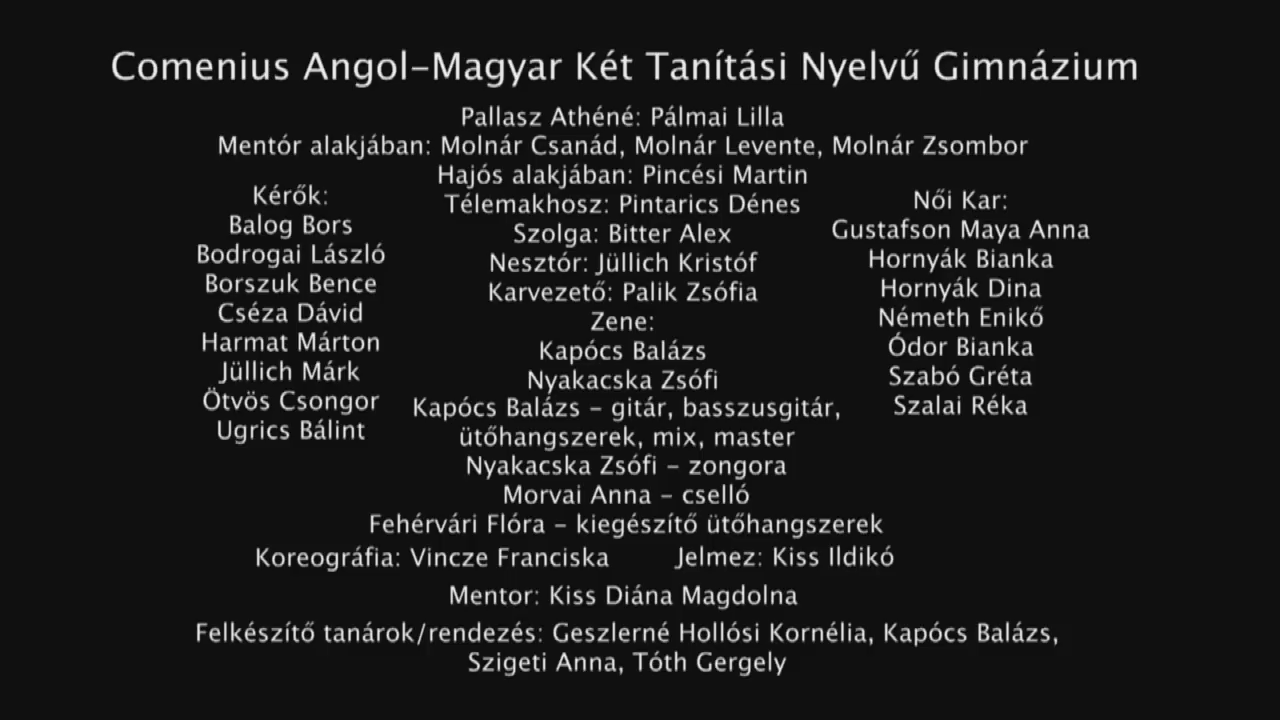 Comenius Angol-Magyar Két Tanítási Nyelvű Gimnázium
Pallasz Athéné: Pálmai Lilla
Mentór alakjában: Molnár Csanád, Molnár Levente, Molnár Zsombor
Hajós alakjában: Pincési Martin
Télemakhosz: Pintarics Dénes
Szolga: Bitter Alex
Nesztór: Jüllich Kristóf
Karvezető: Palik Zsófia
Zene:
Kapócs Balázs
Nyakacska Zsófi
Kapócs Balázs - gitár, basszusgitár,
ütőhangszerek, mix, master
Nyakacska Zsófi - zongora
Morvai Anna - cselló
Fehérvári Flóra - kiegészítő ütőhangszerek
Kérők:
Balog Bors
Bodrogai László
Borszuk Bence
Cséza Dávid
Harmat Márton
Jüllich Márk
Ötvös Csongor
Ugrics Bálint
Női Kar:
Gustafson Maya Anna
Hornyák Bianka
Hornyák Dina
Németh Enikő
Ódor Bianka
Szabó Gréta
Szalai Réka
Koreográfia: Vincze Franciska
Jelmez: Kiss Ildikó
Mentor: Kiss Diána Magdolna
Felkészítő tanárok/rendezés: Geszlerné Hollósi Kornélia, Kapócs Balázs,
Szigeti Anna, Tóth Gergely